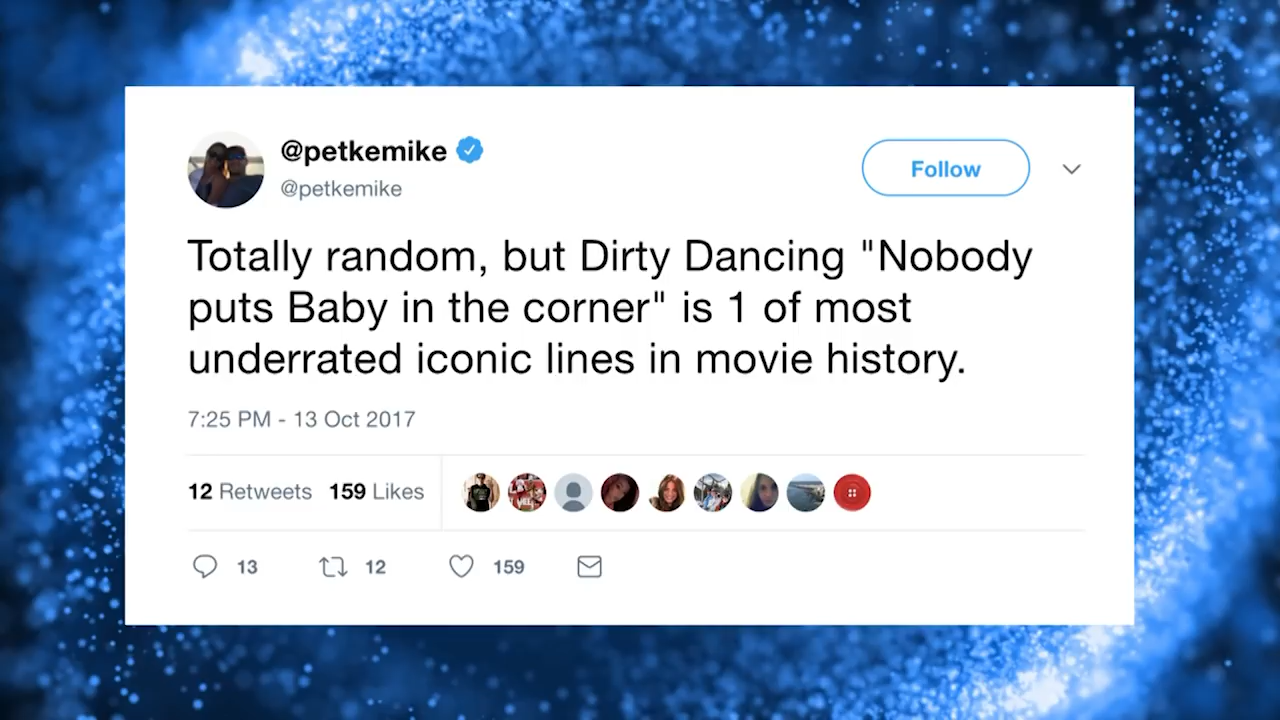 @petkemike
@petkemike
Follow
Totally random, but Dirty Dancing "Nobody
puts Baby in the corner" is 1 of most
underrated iconic lines in movie history.
7:25 PM - 13 Oct 2017
12 Retweets 159 Likes
13 12 159